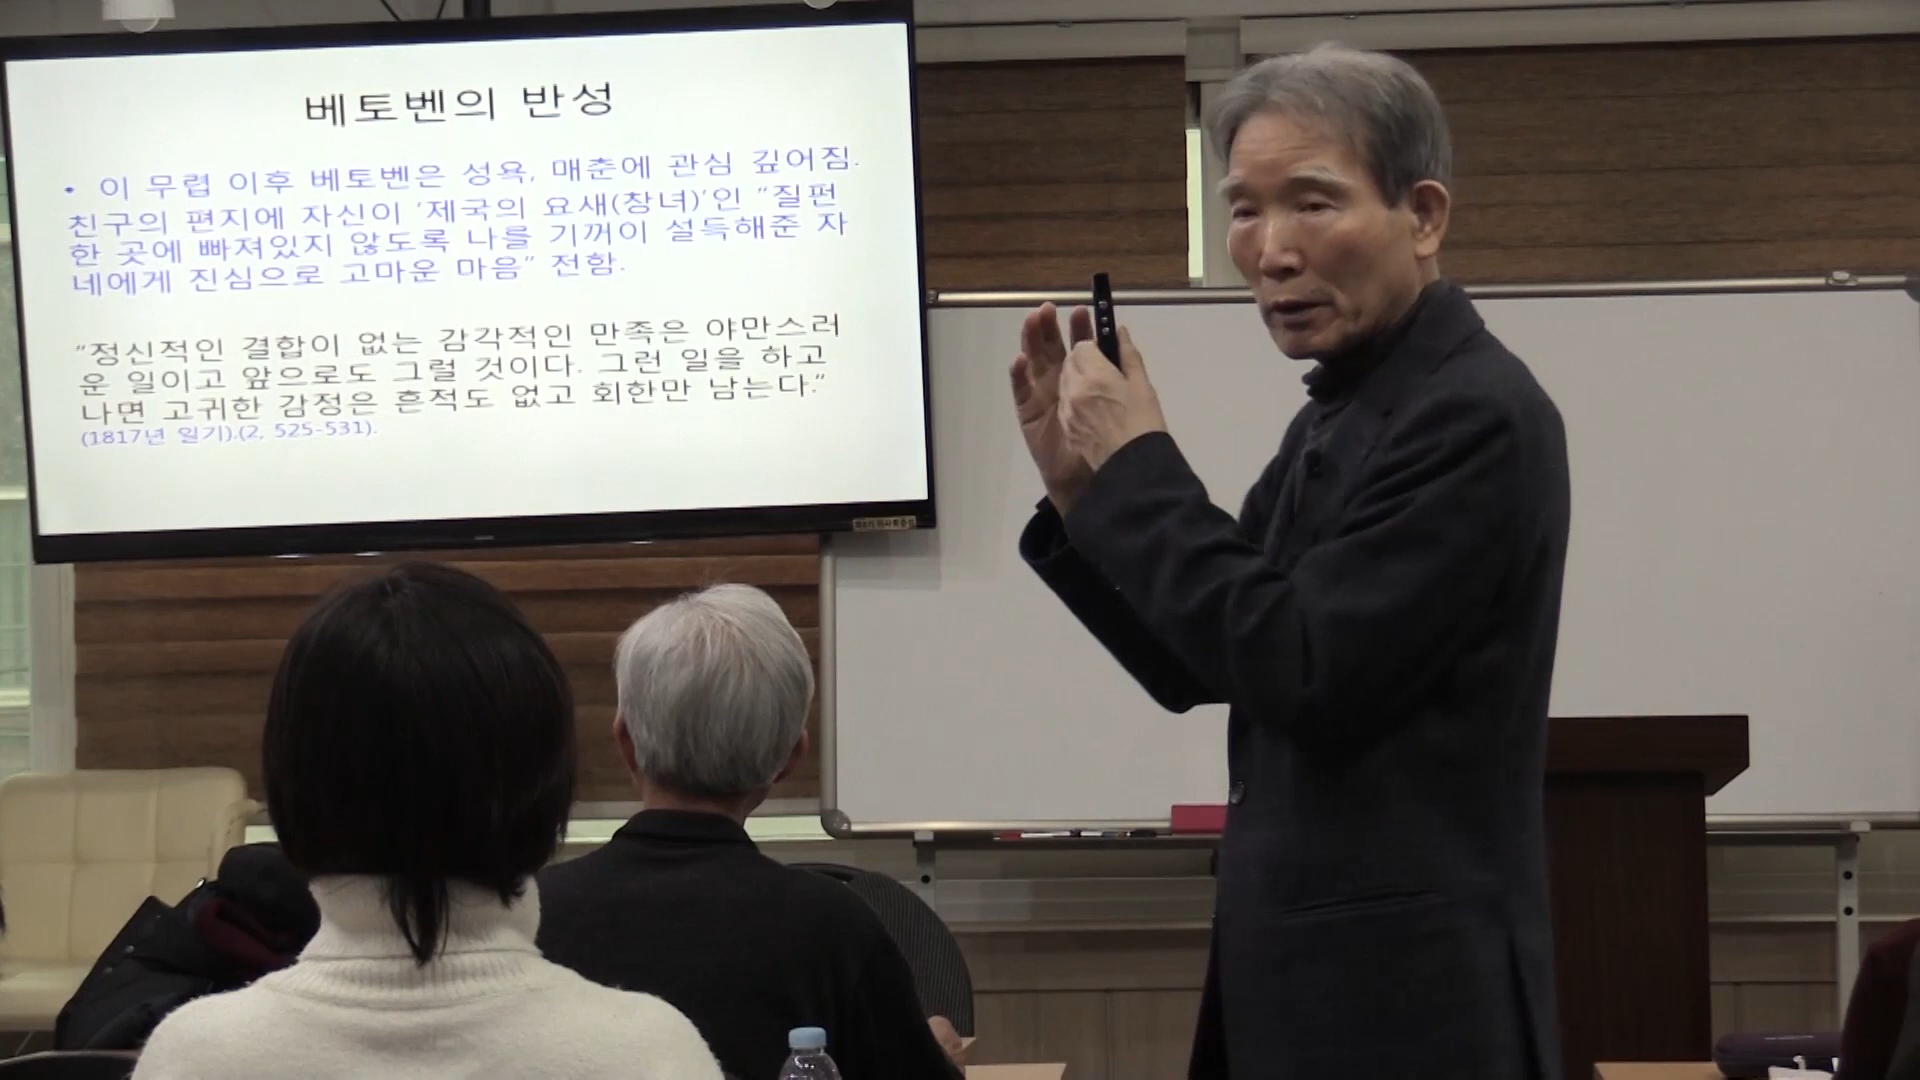 베토벤의 반성
• 이 무렵 이후 베토벤은 성욕, 매춘에 관심 깊어짐.
친구의 편지에 자신이 '제국의 요새(창녀)'인 "질펀
한 곳에 빠져있지 않도록 나를 기꺼이 설득해준 자
네에게 진심으로 고마운 마음" 전함.
"정신적인 결합이 없는 감각적인 만족은 야만스러
운 일이고 앞으로도 그럴 것이다. 그런 일을 하고
나면 고귀한 감정은 흔적도 없고 회한만 남는다."
(1817년 일기).(2, 525-531).